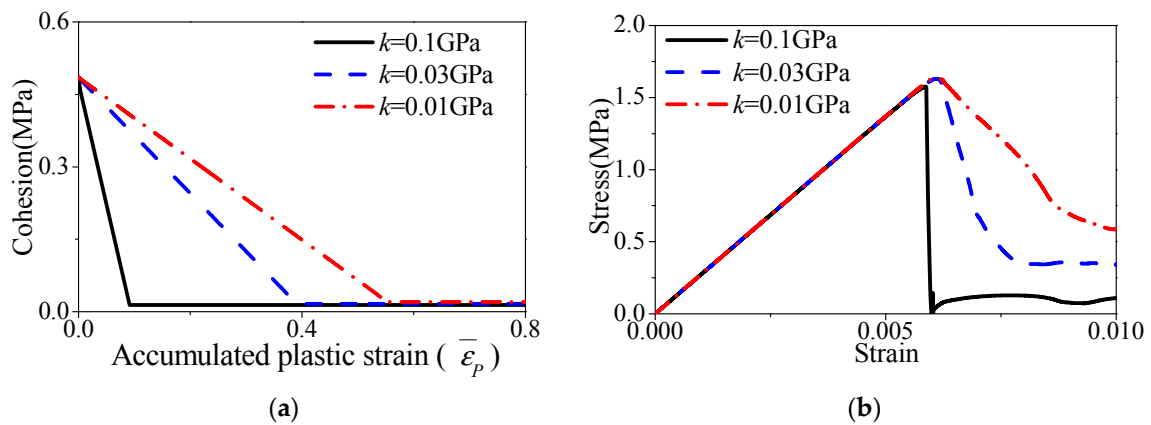 0.6
0.3
0.0
Cohesion(MPa)
k=0.1GPa
k=0.03GPa
k=0.01GPa
0.0 0.4 0.8
Accumulated plastic strain ( ε̅_P )
(a)
2.0
1.5
1.0
0.5
0.0
Stress(MPa)
k=0.1GPa
k=0.03GPa
k=0.01GPa
0.000 0.005 0.010
Strain
(b)